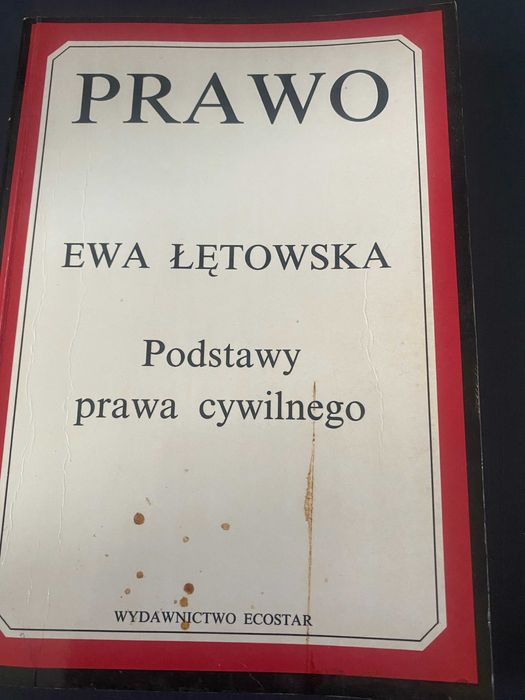 PRAWO
EWA ŁĘTOWSKA
Podstawy
prawa cywilnego
WYDAWNICTWO ECOSTAR